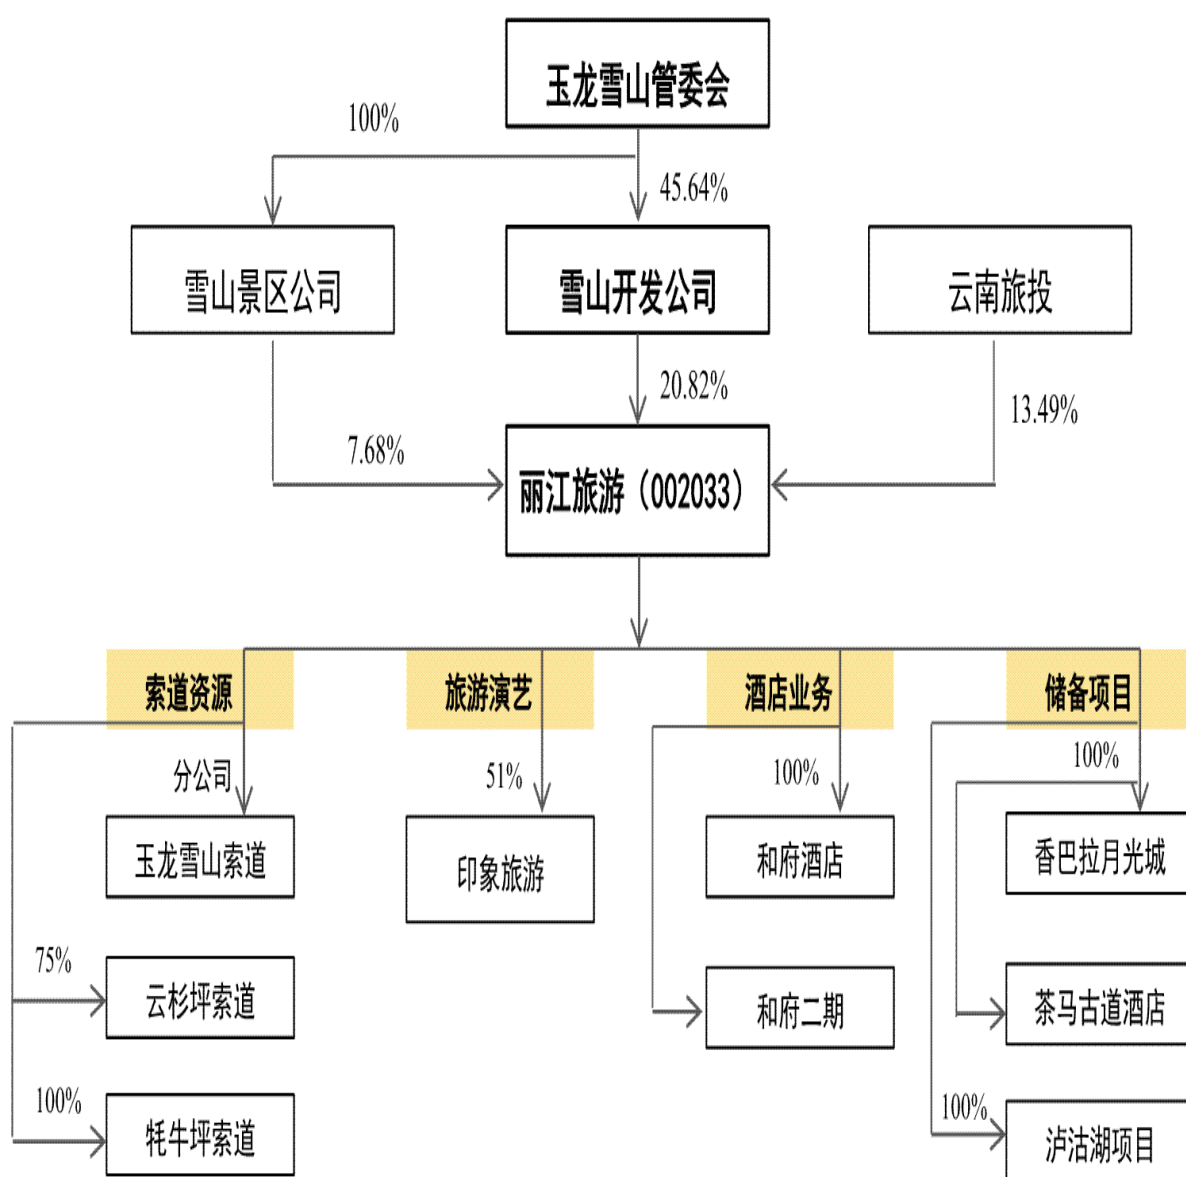 玉龙雪山管委会
100%
45.64%
雪山景区公司
雪山开发公司
云南旅投
20.82%
13.49%
7.68%
丽江旅游（002033）
索道资源
旅游演艺
酒店业务
储备项目
分公司
51%
100%
100%
玉龙雪山索道
印象旅游
和府酒店
香巴拉月光城
75%
云杉坪索道
和府二期
茶马古道酒店
100%
牦牛坪索道
100%
泸沽湖项目